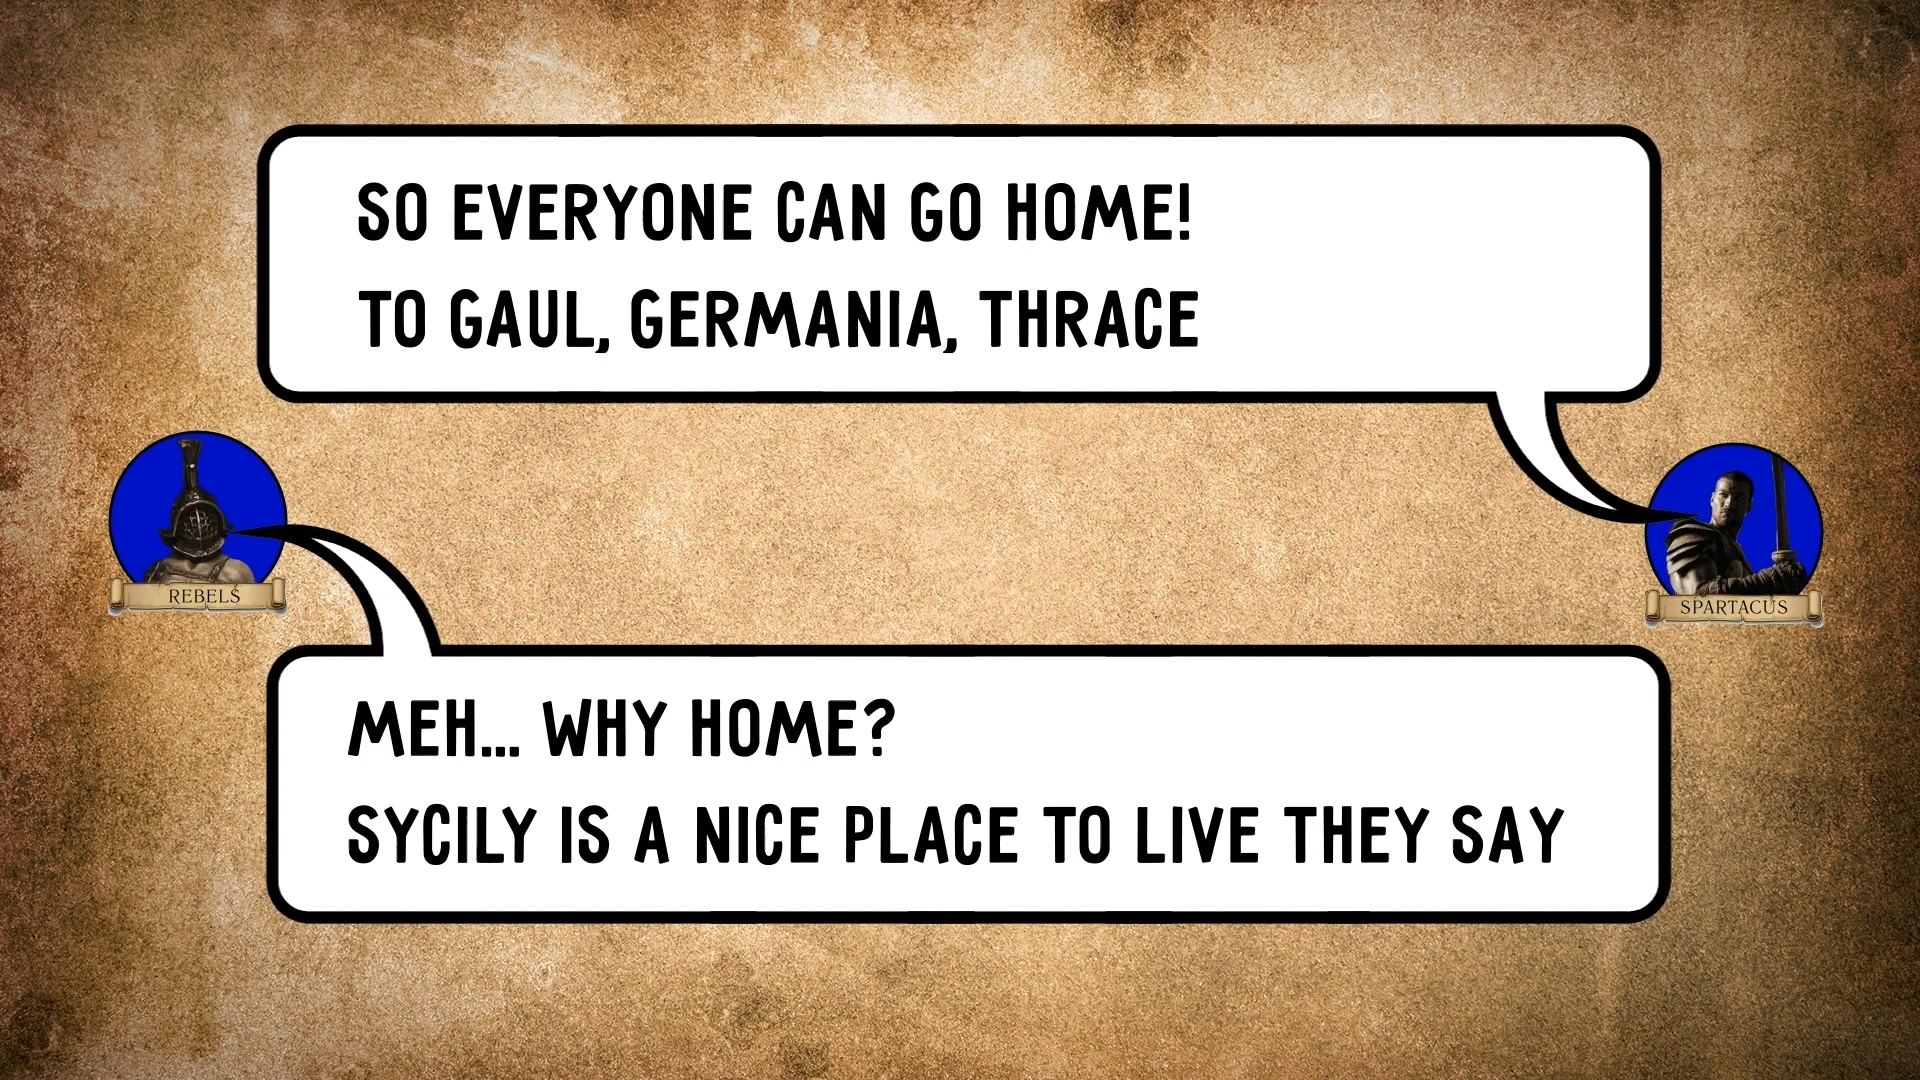 SO EVERYONE CAN GO HOME!
TO GAUL, GERMANIA, THRACE
REBELS
SPARTACUS
MEH... WHY HOME?
SYCILY IS A NICE PLACE TO LIVE THEY SAY